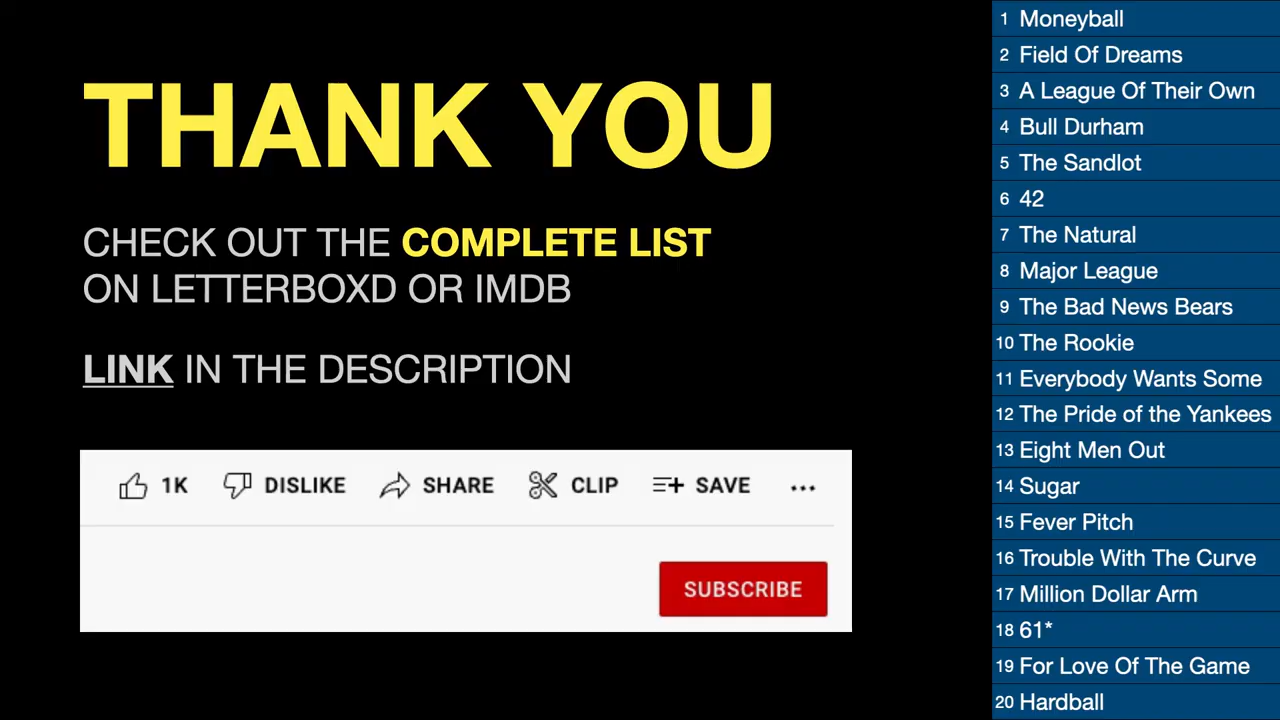 THANK YOU
CHECK OUT THE COMPLETE LIST
ON LETTERBOXD OR IMDB
LINK IN THE DESCRIPTION
1K DISLIKE SHARE CLIP SAVE ...
SUBSCRIBE
1 Moneyball
2 Field Of Dreams
3 A League Of Their Own
4 Bull Durham
5 The Sandlot
6 42
7 The Natural
8 Major League
9 The Bad News Bears
10 The Rookie
11 Everybody Wants Some
12 The Pride of the Yankees
13 Eight Men Out
14 Sugar
15 Fever Pitch
16 Trouble With The Curve
17 Million Dollar Arm
18 61*
19 For Love Of The Game
20 Hardball